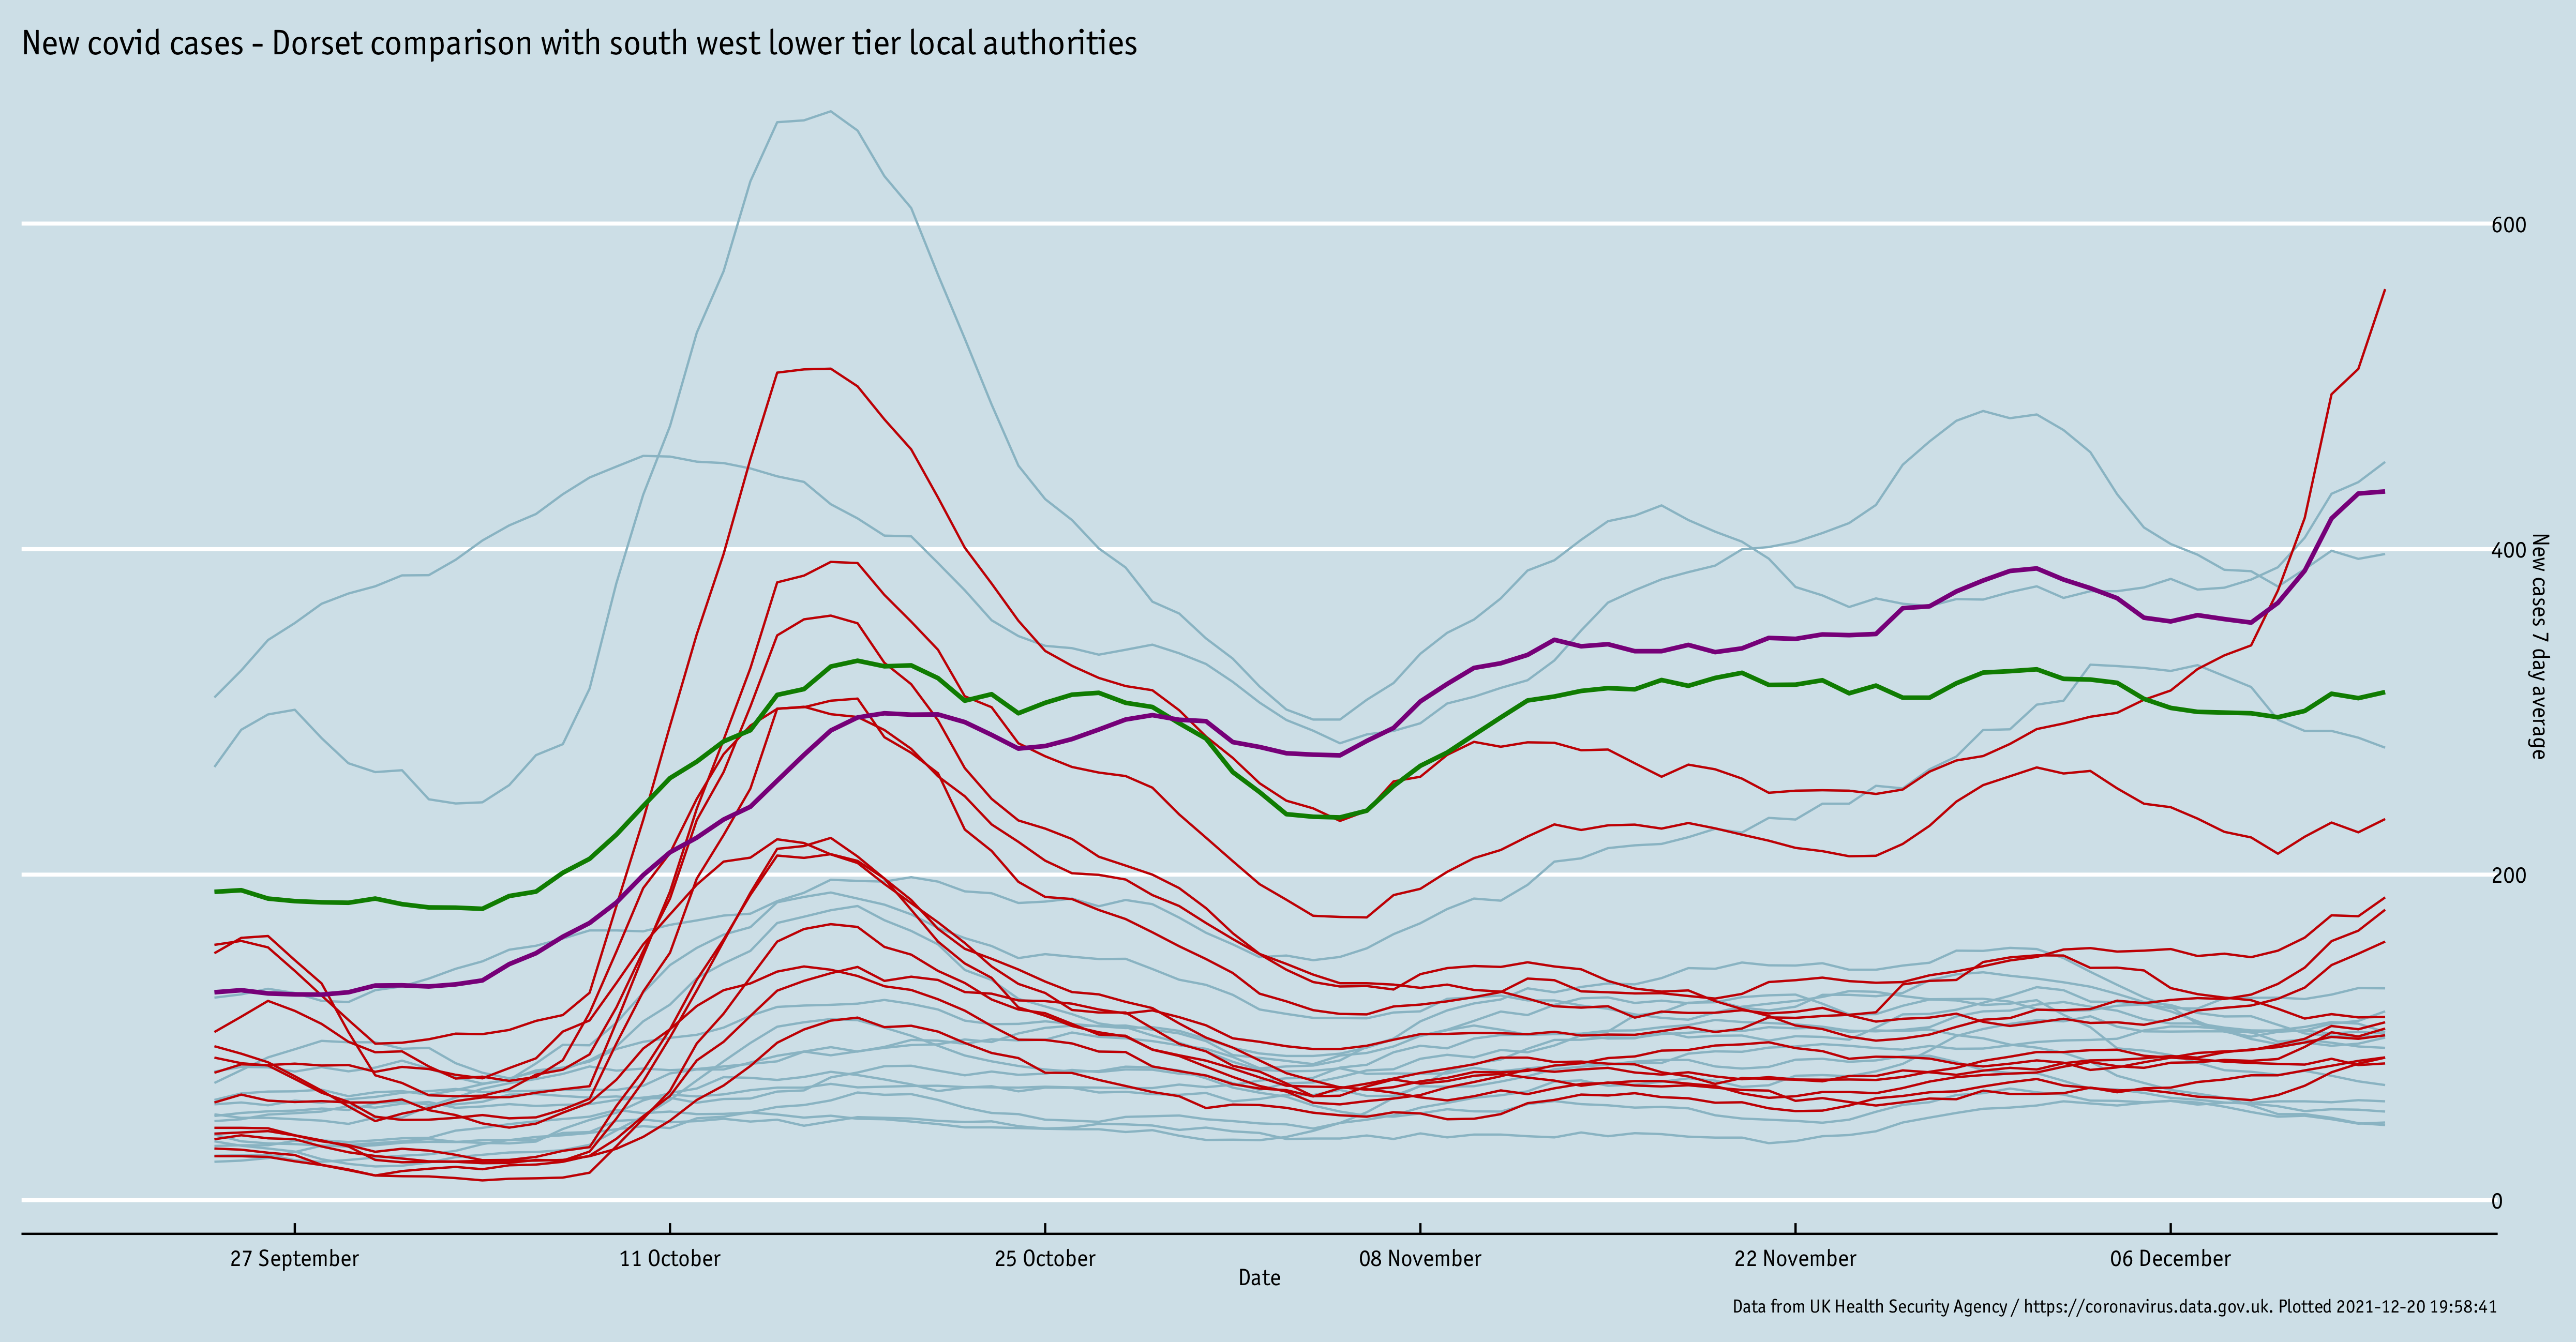 New covid cases - Dorset comparison with south west lower tier local authorities
600
400
200
0
New cases 7 day average
27 September
11 October
25 October
08 November
22 November
06 December
Date
Data from UK Health Security Agency / https://coronavirus.data.gov.uk. Plotted 2021-12-20 19:58:41